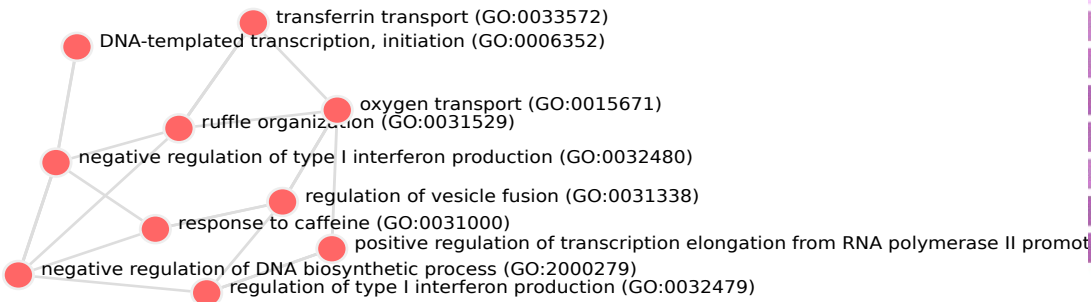 transferrin transport (GO:0033572)
DNA-templated transcription, initiation (GO:0006352)
oxygen transport (GO:0015671)
ruffle organization (GO:0031529)
negative regulation of type I interferon production (GO:0032480)
regulation of vesicle fusion (GO:0031338)
response to caffeine (GO:0031000)
positive regulation of transcription elongation from RNA polymerase II promot
negative regulation of DNA biosynthetic process (GO:2000279)
regulation of type I interferon production (GO:0032479)